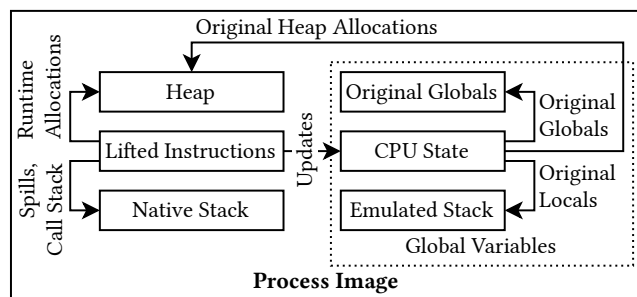 Original Heap Allocations
Runtime
Allocations
Heap
Original Globals
Original
Globals
Lifted Instructions
Updates
CPU State
Spills,
Call Stack
Native Stack
Emulated Stack
Original
Locals
Global Variables
Process Image